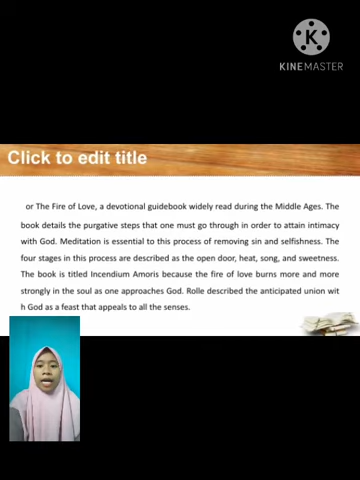 KINEMASTER
Click to edit title
or The Fire of Love, a devotional guidebook widely read during the Middle Ages. The
book details the purgative steps that one must go through in order to attain intimacy
with God. Meditation is essential to this process of removing sin and selfishness. The
four stages in this process are described as the open door, heat, song, and sweetness.
The book is titled Incendium Amoris because the fire of love burns more and more
strongly in the soul as one approaches God. Rolle described the anticipated union wit
h God as a feast that appeals to all the senses.